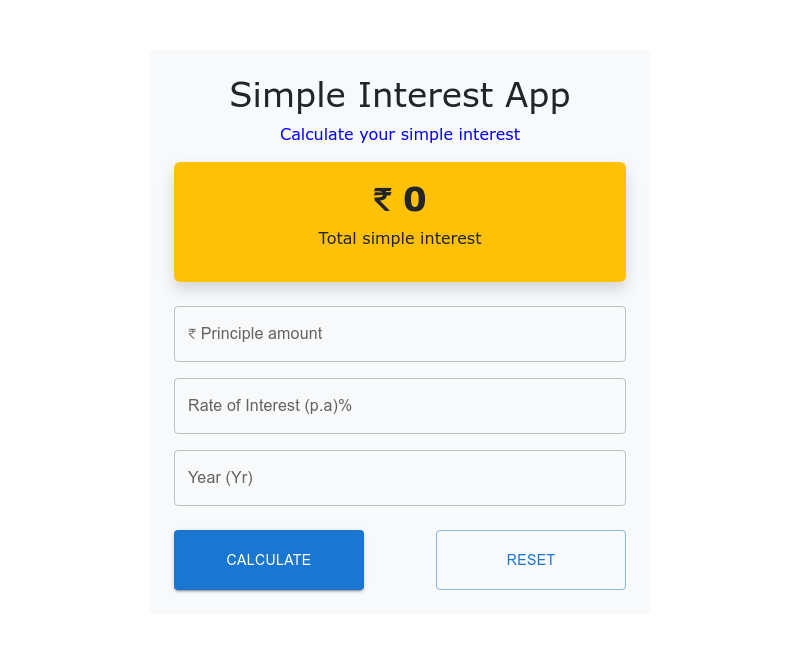 Simple Interest App
Calculate your simple interest
₹ 0
Total simple interest
₹ Principle amount
Rate of Interest (p.a)%
Year (Yr)
CALCULATE
RESET